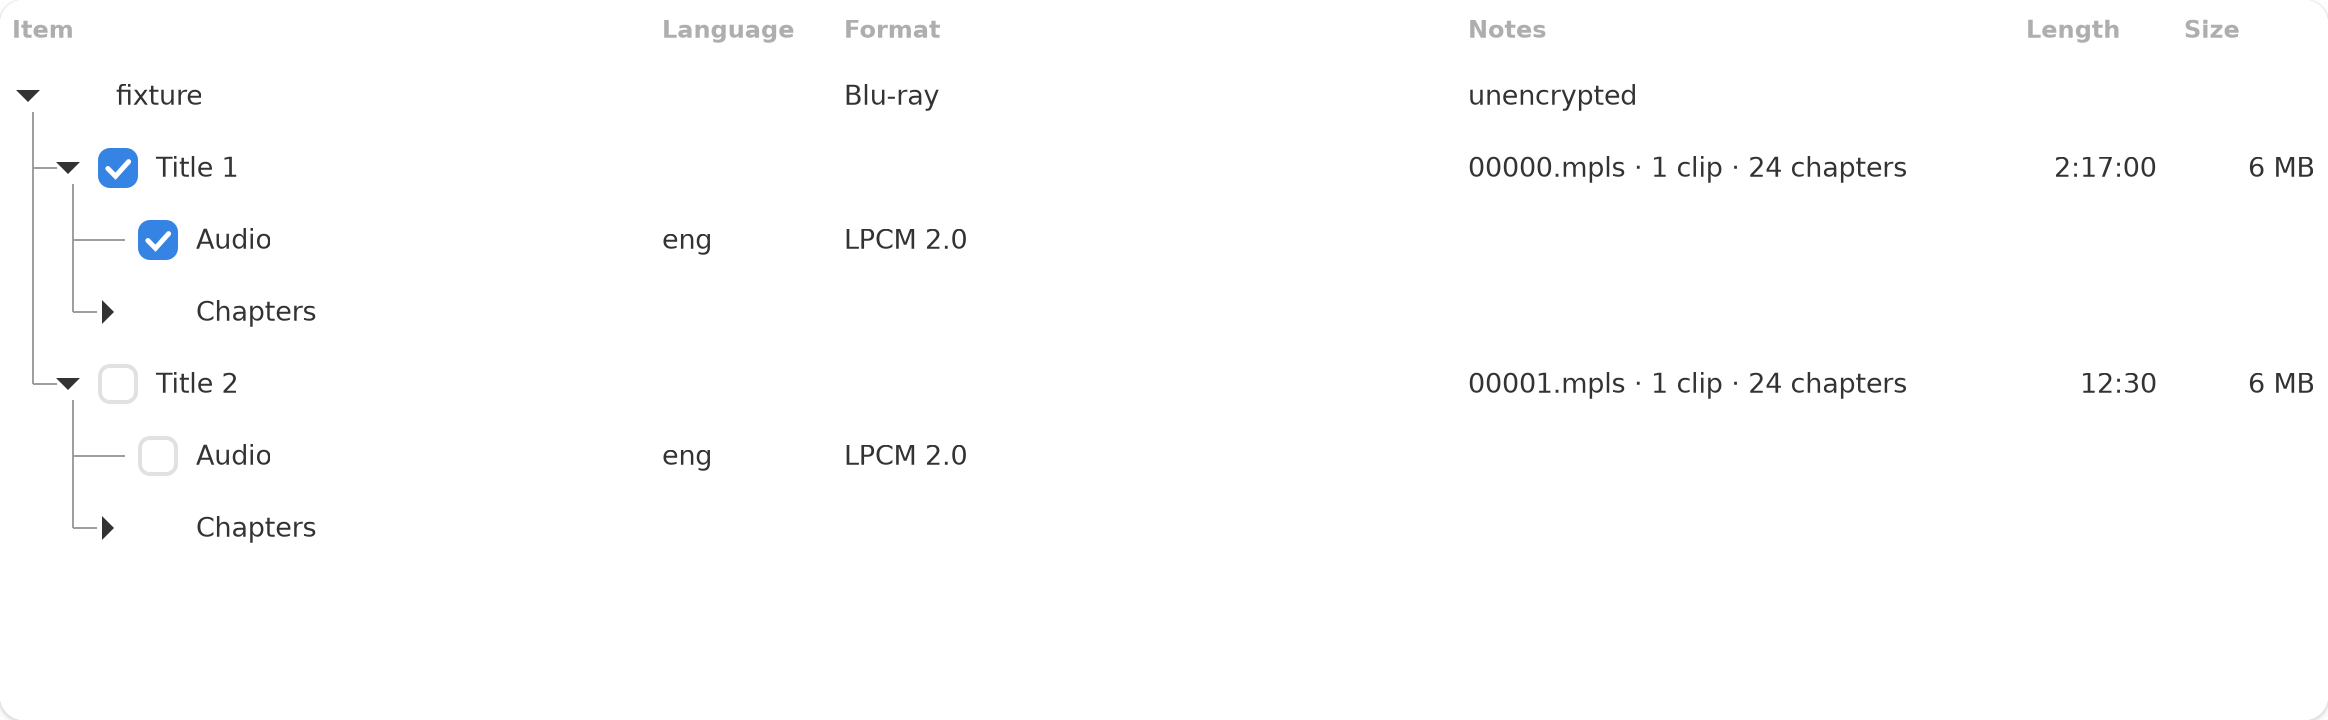 Item Language Format Notes Length Size
fixture Blu-ray unencrypted
Title 1 00000.mpls · 1 clip · 24 chapters 2:17:00 6 MB
Audio eng LPCM 2.0
Chapters
Title 2 00001.mpls · 1 clip · 24 chapters 12:30 6 MB
Audio eng LPCM 2.0
Chapters